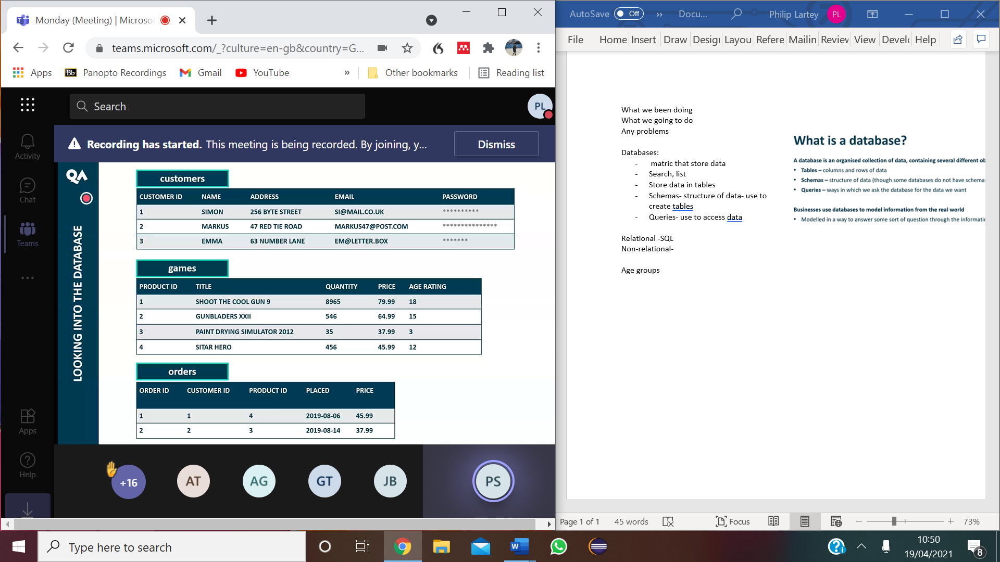 Monday (Meeting) | Microso
teams.microsoft.com/_?culture=en-gb&country=G...
Apps
Bb
Panopto Recordings
Gmail
YouTube
»
Other bookmarks
Reading list
Search
PL
Activity
Chat
Teams
...
Apps
Help
Recording has started. This meeting is being recorded. By joining, y...
Dismiss
QA
LOOKING INTO THE DATABASE
customers
CUSTOMER ID NAME ADDRESS EMAIL PASSWORD
1 SIMON 256 BYTE STREET SI@MAIL.CO.UK **********
2 MARKUS 47 RED TIE ROAD MARKUS47@POST.COM ***************
3 EMMA 63 NUMBER LANE EM@LETTER.BOX *******
games
PRODUCT ID TITLE QUANTITY PRICE AGE RATING
1 SHOOT THE COOL GUN 9 8965 79.99 18
2 GUNBLADERS XXII 546 64.99 15
3 PAINT DRYING SIMULATOR 2012 35 37.99 3
4 SITAR HERO 456 45.99 12
orders
ORDER ID CUSTOMER ID PRODUCT ID PLACED PRICE
1 1 4 2019-08-06 45.99
2 2 3 2019-08-14 37.99
+16 AT AG GT JB PS
AutoSave Off » Docu... Philip Lartey PL
File Home Insert Draw Desig Layou Refere Mailin Review View Develo Help
What we been doing
What we going to do
Any problems
Databases:
- matric that store data
- Search, list
- Store data in tables
- Schemas- structure of data- use to
create tables
- Queries- use to access data
Relational -SQL
Non-relational-
Age groups
What is a database?
A database is an organised collection of data, containing several different ob
• Tables – columns and rows of data
• Schemas – structure of data (though some databases do not have schema
• Queries – ways in which we ask the database for the data we want
Businesses use databases to model information from the real world
• Modelled in a way to answer some sort of question through the informatic
Page 1 of 1 45 words Focus 73%
Type here to search
W
10:50
19/04/2021
8